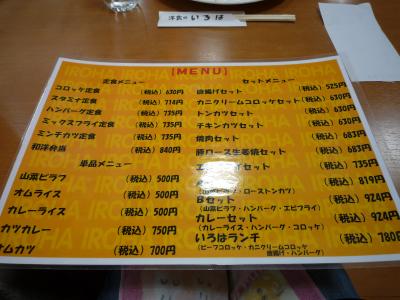 洋食のいろは
[MENU]
定食メニュー
コロッケ定食 (税込) 630円
スタミナ定食 (税込) 714円
ハンバーグ定食 (税込) 735円
ミックスフライ定食 (税込) 735円
ミンチカツ定食 (税込) 735円
和洋弁当 (税込) 840円
単品メニュー
山菜ピラフ (税込) 500円
オムライス (税込) 500円
カレーライス (税込) 500円
カツカレー (税込) 750円
オムカツ (税込) 700円
セットメニュー
唐揚げセット (税込) 525円
カニクリームコロッケセット (税込) 630円
トンカツセット (税込) 630円
チキンカツセット (税込) 630円
焼肉セット (税込) 683円
豚ロース生姜焼セット (税込) 683円
セット (税込) 735円
(税込) 819円
・ローストンカツ)
Bセット (税込) 924円
(山菜ピラフ・ハンバーグ・エビフライ)
カレーセット (税込) 924円
(カレーライス・ハンバーグ・コロッケ)
いろはランチ (税込) 780円
(ビーフコロッケ・カニクリームコロッケ
唐揚げ・ハンバーグ)